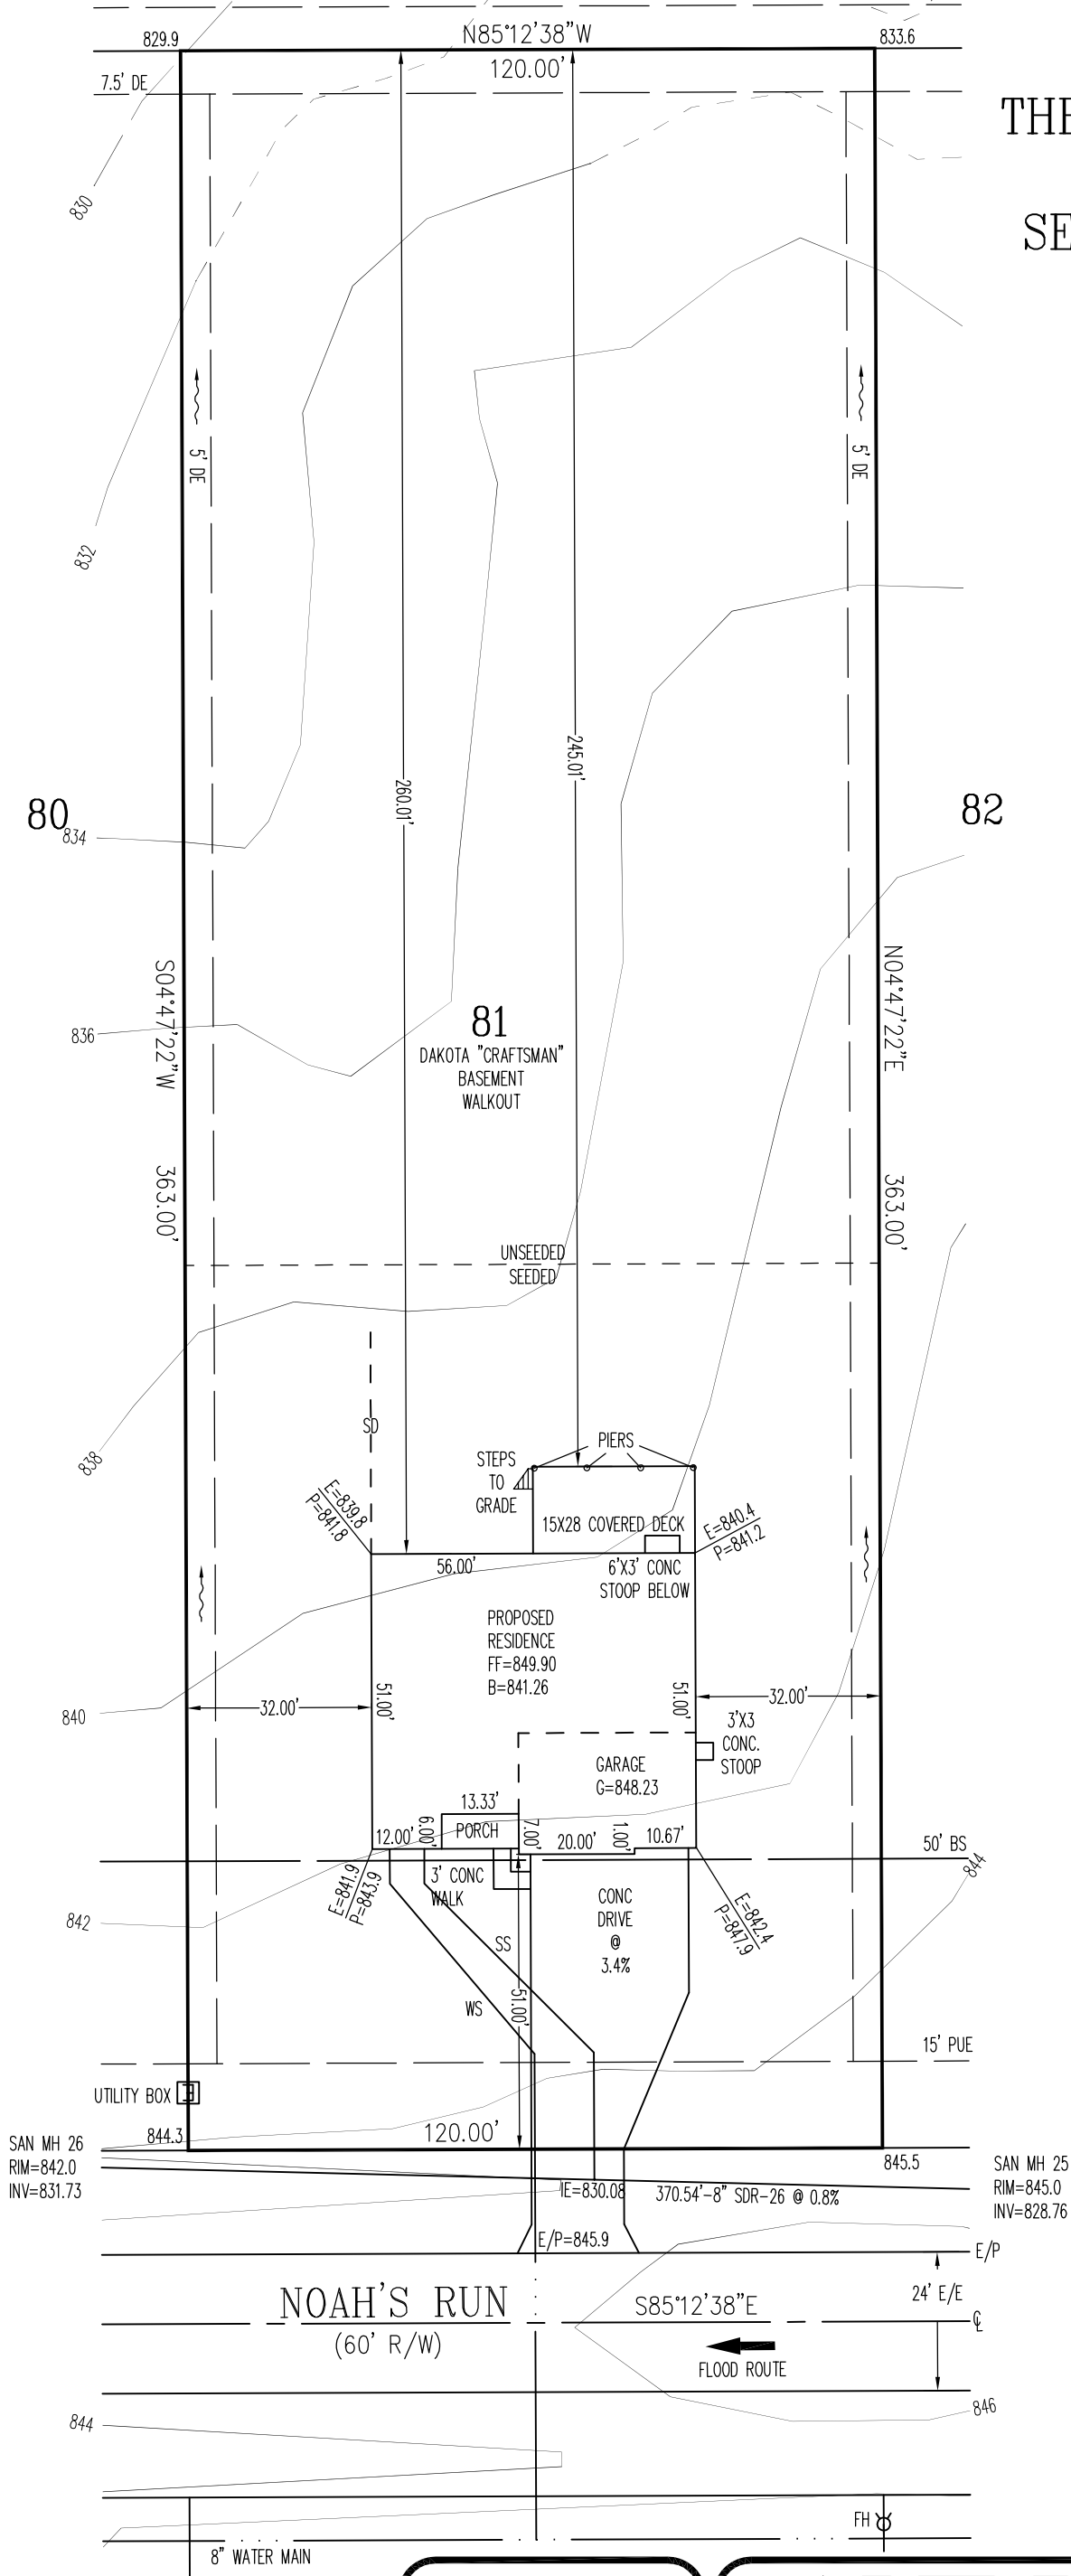 829.9
N85°12'38"W
833.6
120.00'
7.5' DE
THE
830
SE
5' DE
5' DE
832
245.01'
260.01'
80
82
834
S04°47'22"W
N04°47'22"E
81
836
DAKOTA "CRAFTSMAN"
BASEMENT
WALKOUT
363.00'
363.00'
UNSEEDED
SEEDED
SD
838
PIERS
STEPS
TO
GRADE
E=839.8
P=841.8
15X28 COVERED DECK
E=840.4
P=841.2
56.00'
6'X3' CONC
STOOP BELOW
PROPOSED
RESIDENCE
FF=849.90
B=841.26
51.00'
51.00'
32.00'
32.00'
840
3'X3
CONC.
STOOP
GARAGE
G=848.23
13.33'
PORCH
12.00'
6.00'
7.00'
20.00'
1.00'
10.67'
50' BS
844
E=841.9
P=843.9
3' CONC
WALK
CONC
DRIVE
@
3.4%
E=842.4
P=847.9
842
SS
WS
51.00'
15' PUE
UTILITY BOX
E
844.3
120.00'
845.5
SAN MH 26
RIM=842.0
INV=831.73
SAN MH 25
RIM=845.0
INV=828.76
IE=830.08
370.54'-8" SDR-26 @ 0.8%
E/P=845.9
E/P
24' E/E
NOAH'S RUN
S85°12'38"E
℄
(60' R/W)
FLOOD ROUTE
844
846
FH
8" WATER MAIN